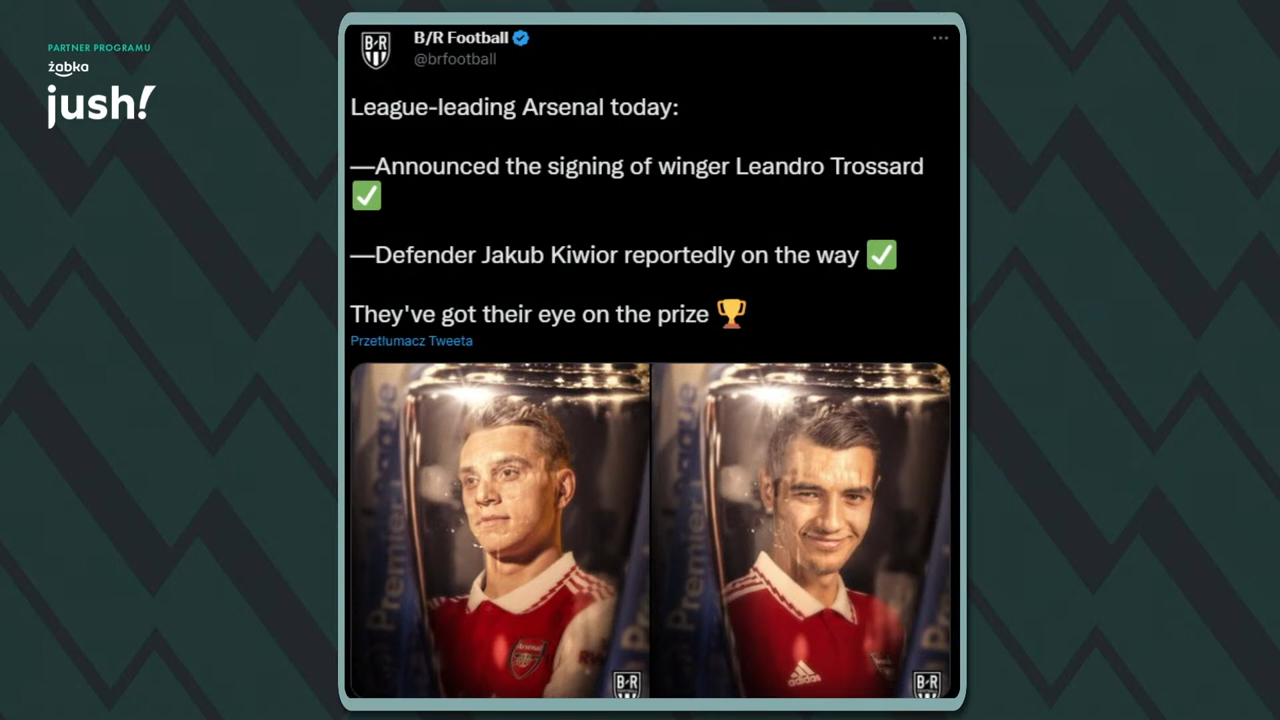 PARTNER PROGRAMU
żabka
jush!
B/R Football
@brfootball
League-leading Arsenal today:
—Announced the signing of winger Leandro Trossard
✅
—Defender Jakub Kiwior reportedly on the way ✅
They've got their eye on the prize 🏆
Przetłumacz Tweeta
Premier League
Premier League
Arsenal
B R
B R
B R